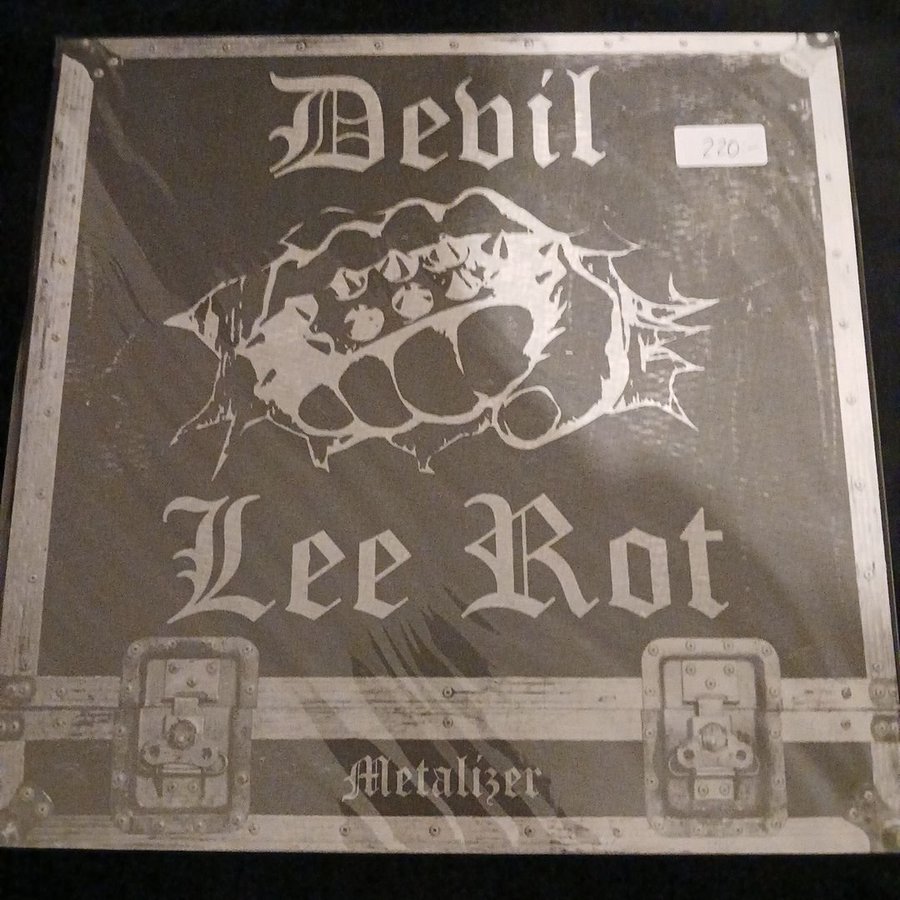 Devil
220-
Lee Rot
Metalizer